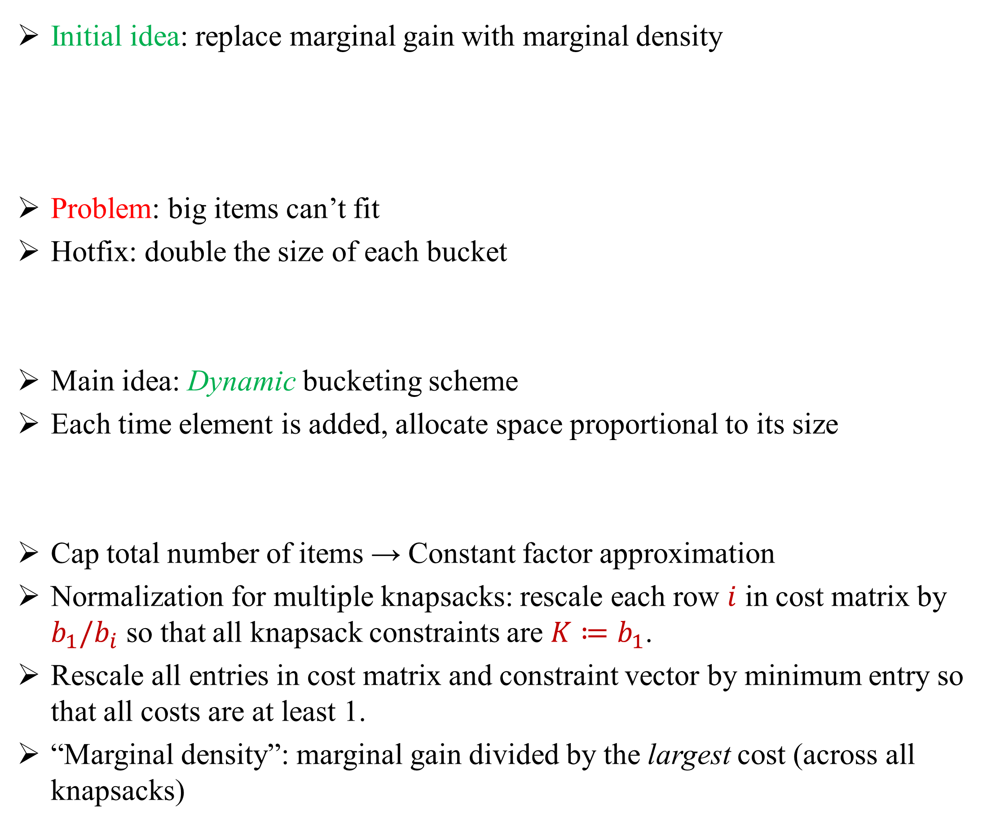 ➢ Initial idea: replace marginal gain with marginal density
➢ Problem: big items can’t fit
➢ Hotfix: double the size of each bucket
➢ Main idea: Dynamic bucketing scheme
➢ Each time element is added, allocate space proportional to its size
➢ Cap total number of items → Constant factor approximation
➢ Normalization for multiple knapsacks: rescale each row 𝑖 in cost matrix by
𝑏₁/𝑏ᵢ so that all knapsack constraints are 𝐾 ≔ 𝑏₁.
➢ Rescale all entries in cost matrix and constraint vector by minimum entry so
that all costs are at least 1.
➢ “Marginal density”: marginal gain divided by the largest cost (across all
knapsacks)